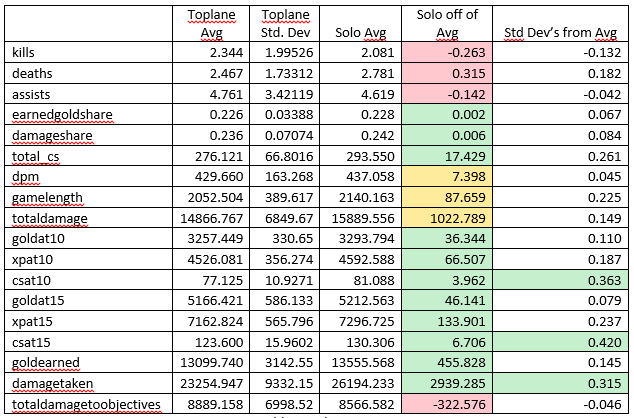 Toplane Avg Toplane Std. Dev Solo Avg Solo off of Avg Std Dev's from Avg
kills 2.344 1.99526 2.081 -0.263 -0.132
deaths 2.467 1.73312 2.781 0.315 0.182
assists 4.761 3.42119 4.619 -0.142 -0.042
earnedgoldshare 0.226 0.03388 0.228 0.002 0.067
damageshare 0.236 0.07074 0.242 0.006 0.084
total_cs 276.121 66.8016 293.550 17.429 0.261
dpm 429.660 163.268 437.058 7.398 0.045
gamelength 2052.504 389.617 2140.163 87.659 0.225
totaldamage 14866.767 6849.67 15889.556 1022.789 0.149
goldat10 3257.449 330.65 3293.794 36.344 0.110
xpat10 4526.081 356.274 4592.588 66.507 0.187
csat10 77.125 10.9271 81.088 3.962 0.363
goldat15 5166.421 586.133 5212.563 46.141 0.079
xpat15 7162.824 565.796 7296.725 133.901 0.237
csat15 123.600 15.9602 130.306 6.706 0.420
goldearned 13099.740 3142.55 13555.568 455.828 0.145
damagetaken 23254.947 9332.15 26194.233 2939.285 0.315
totaldamagetoobjectives 8889.158 6998.52 8566.582 -322.576 -0.046